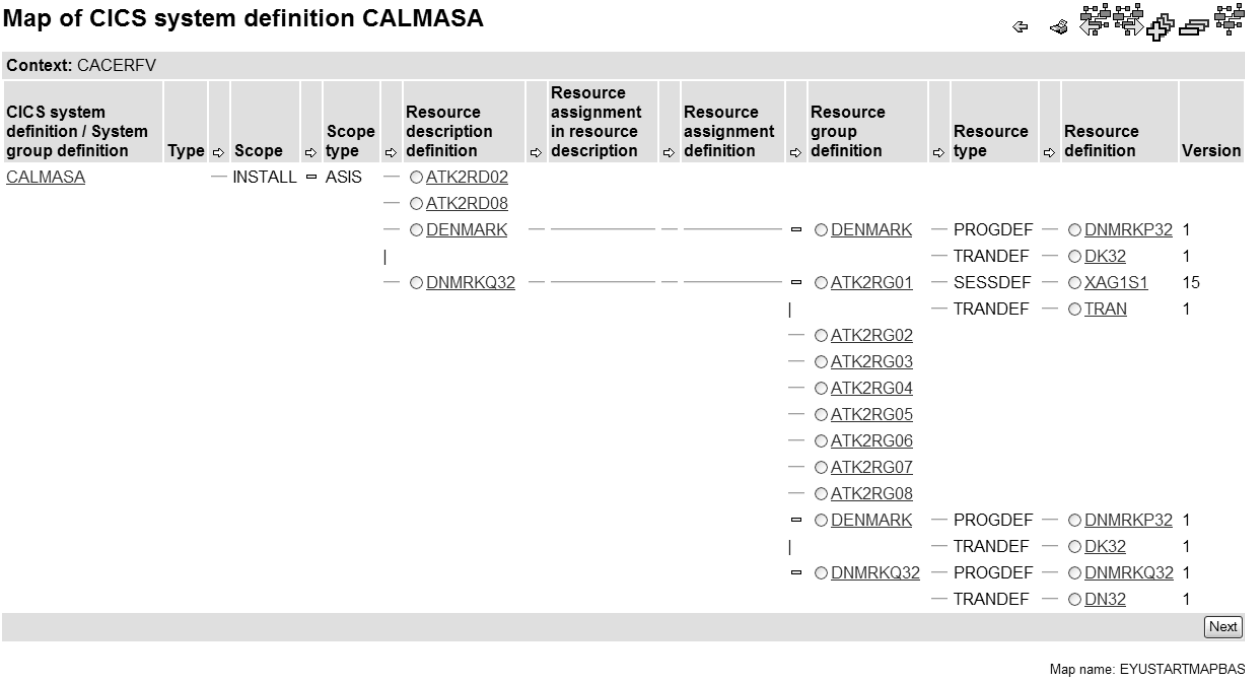 Map of CICS system definition CALMASA
Context: CACERFV
CICS system definition / System group definition Type Scope Scope type Resource description definition Resource assignment in resource description Resource assignment definition Resource group definition Resource type Resource definition Version
CALMASA INSTALL ASIS ATK2RD02
ATK2RD08
DENMARK DENMARK PROGDEF DNMRKP32 1
TRANDEF DK32 1
DNMRKQ32 ATK2RG01 SESSDEF XAG1S1 15
TRANDEF TRAN 1
ATK2RG02
ATK2RG03
ATK2RG04
ATK2RG05
ATK2RG06
ATK2RG07
ATK2RG08
DENMARK PROGDEF DNMRKP32 1
TRANDEF DK32 1
DNMRKQ32 PROGDEF DNMRKQ32 1
TRANDEF DN32 1
Next
Map name: EYUSTARTMAPBAS